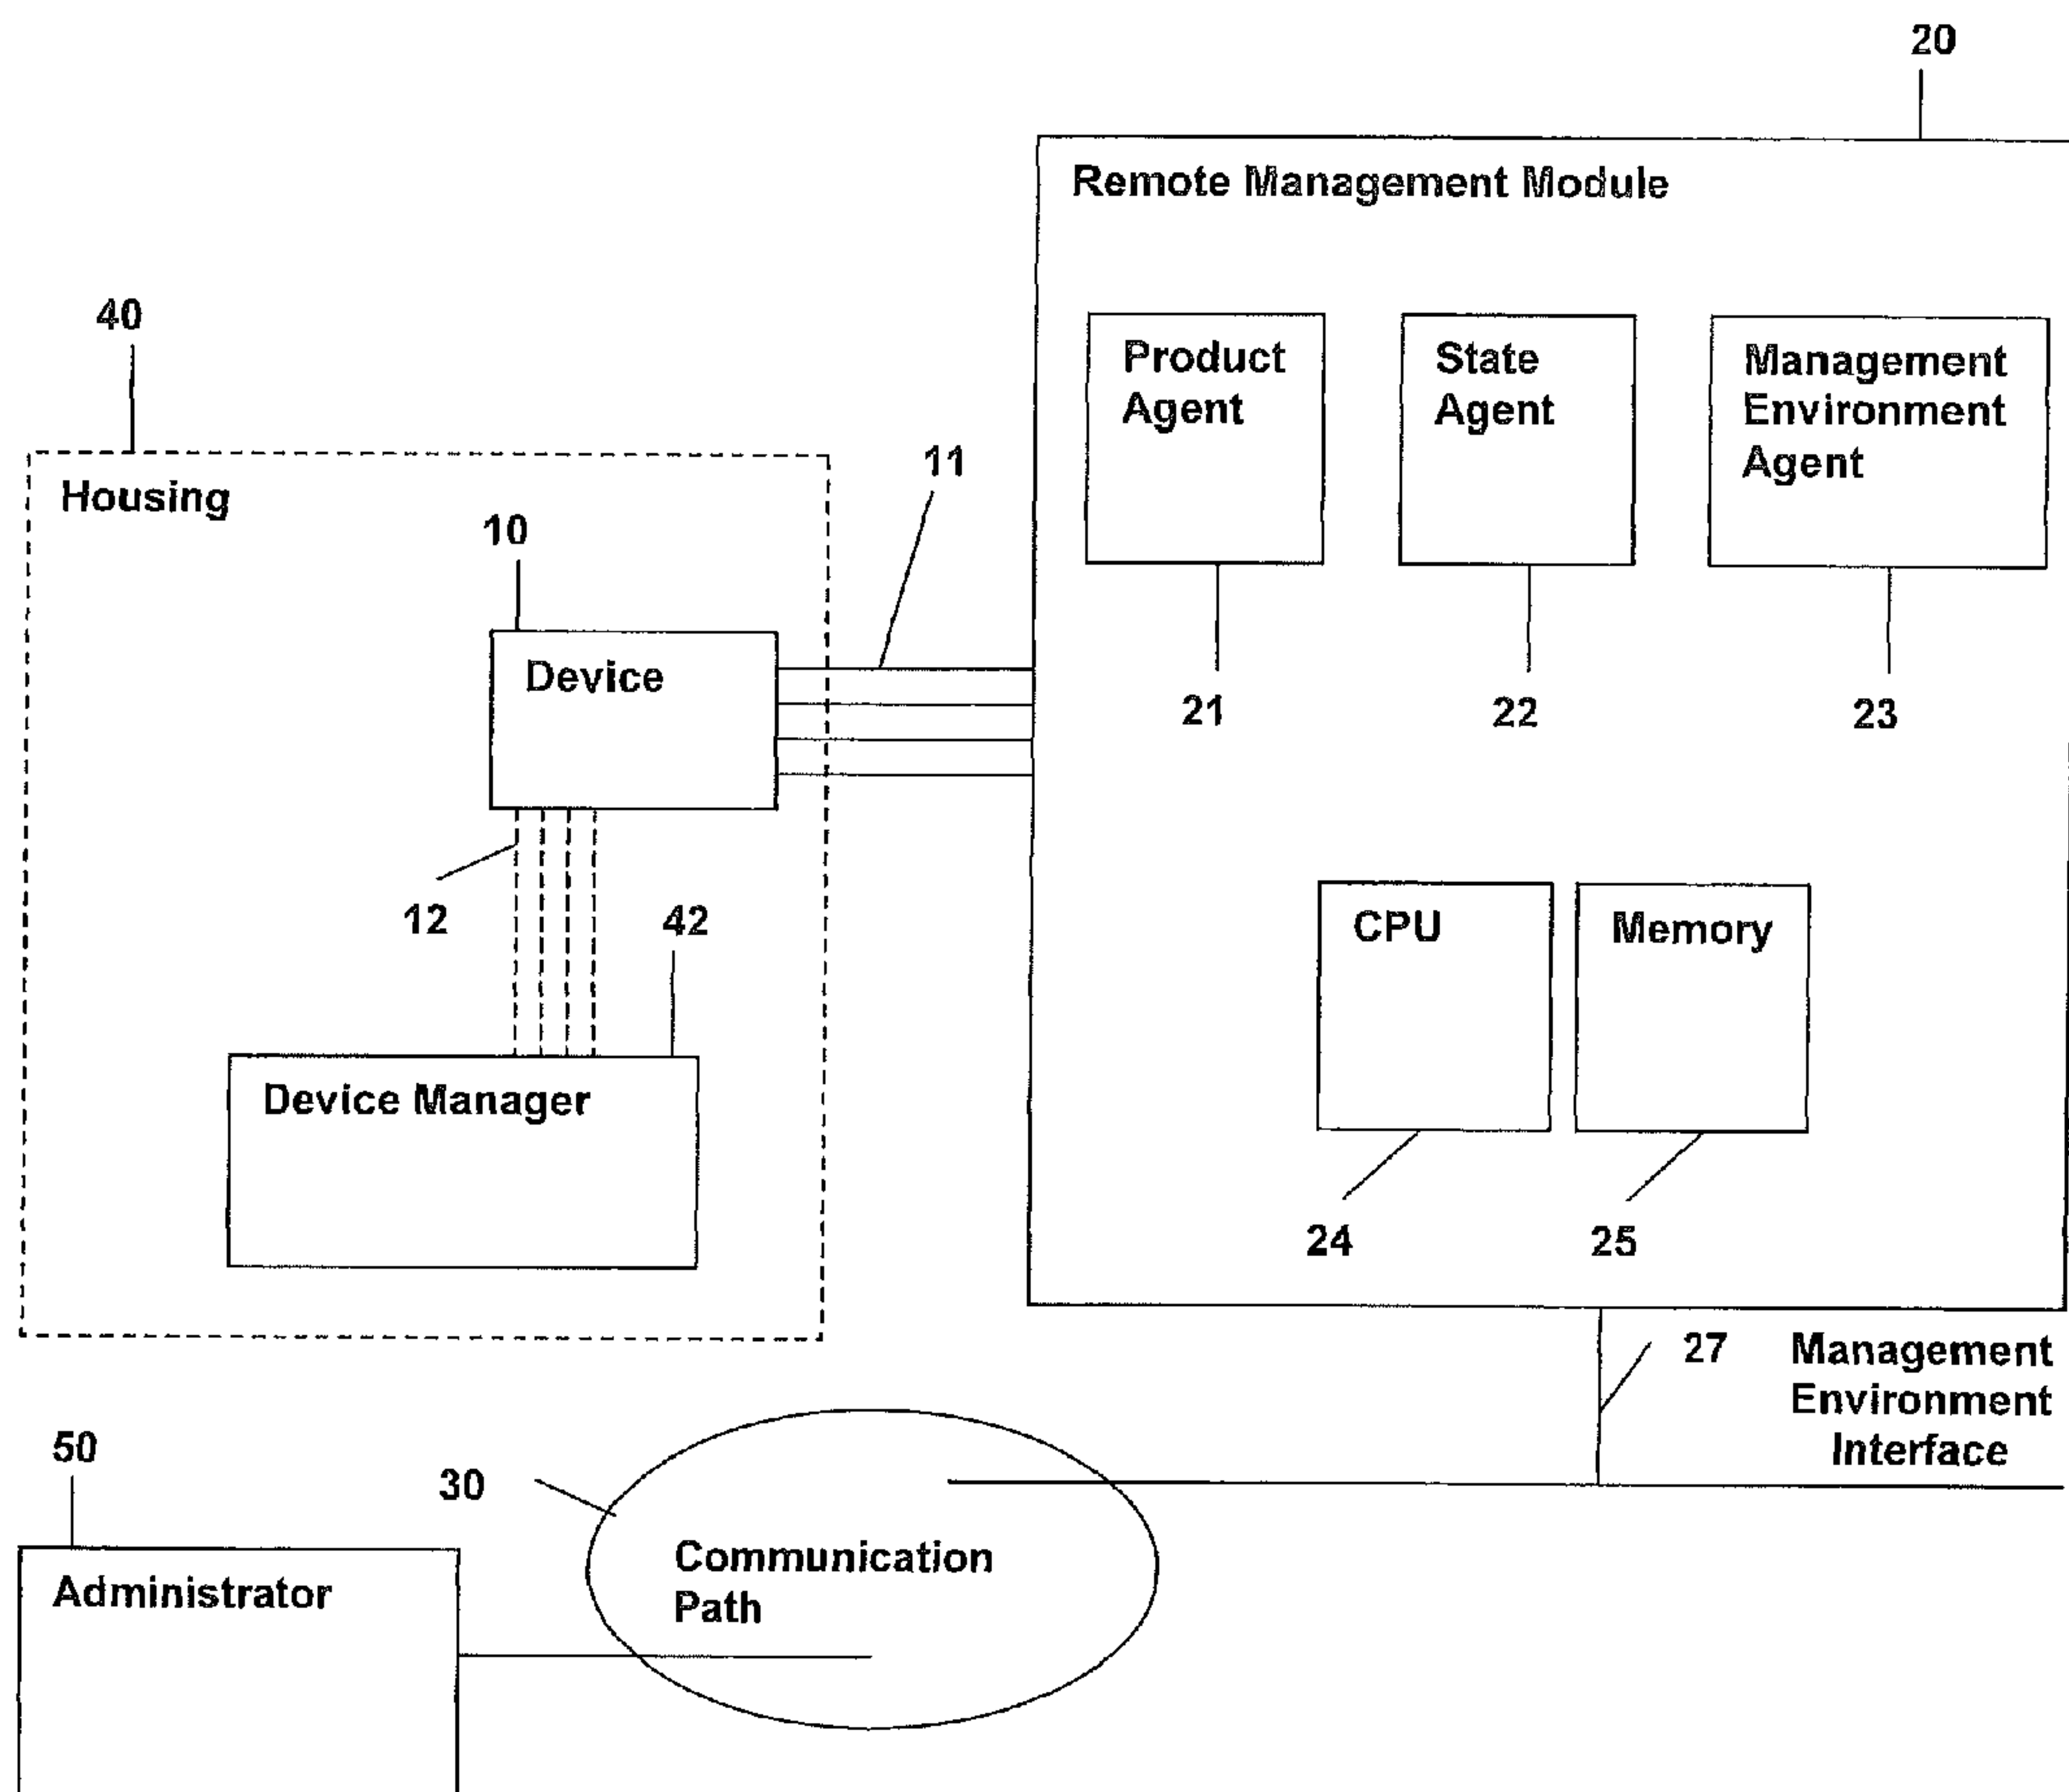 20
Remote Management Module
40
Product
Agent
State
Agent
Management
Environment
Agent
11
Housing
10
Device
21
22
23
12
42
CPU
Memory
Device Manager
24
25
27
Management
Environment
Interface
50
30
Communication
Path
Administrator